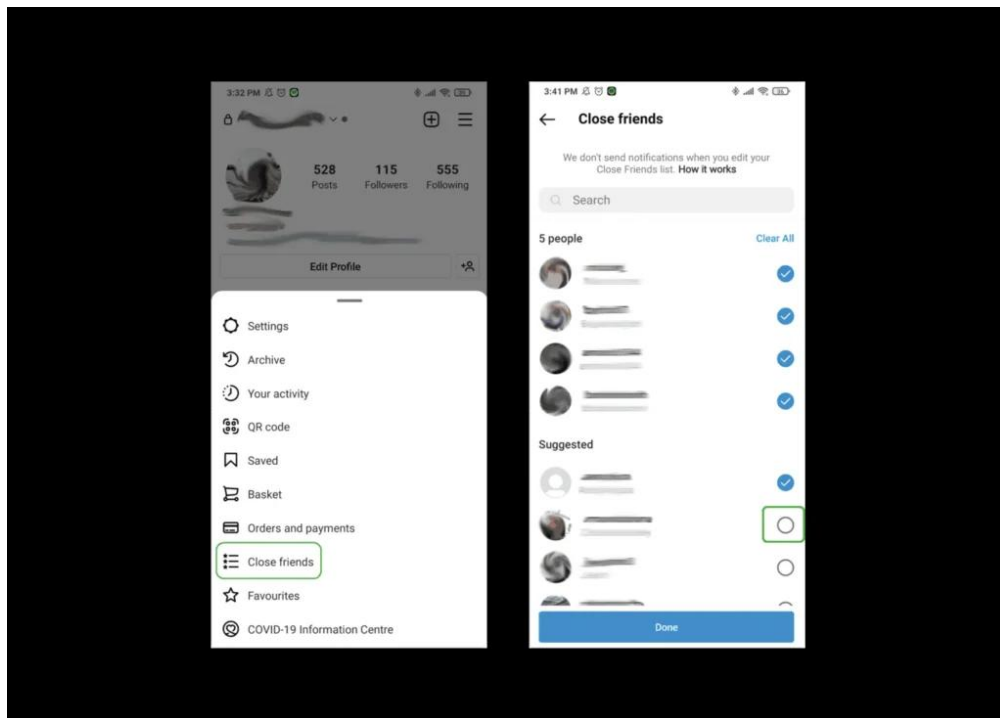 3:32 PM
528 115 555
Posts Followers Following
Edit Profile
Settings
Archive
Your activity
QR code
Saved
Basket
Orders and payments
Close friends
Favourites
COVID-19 Information Centre
3:41 PM
Close friends
We don't send notifications when you edit your
Close Friends list. How it works
Search
5 people Clear All
Suggested
Done